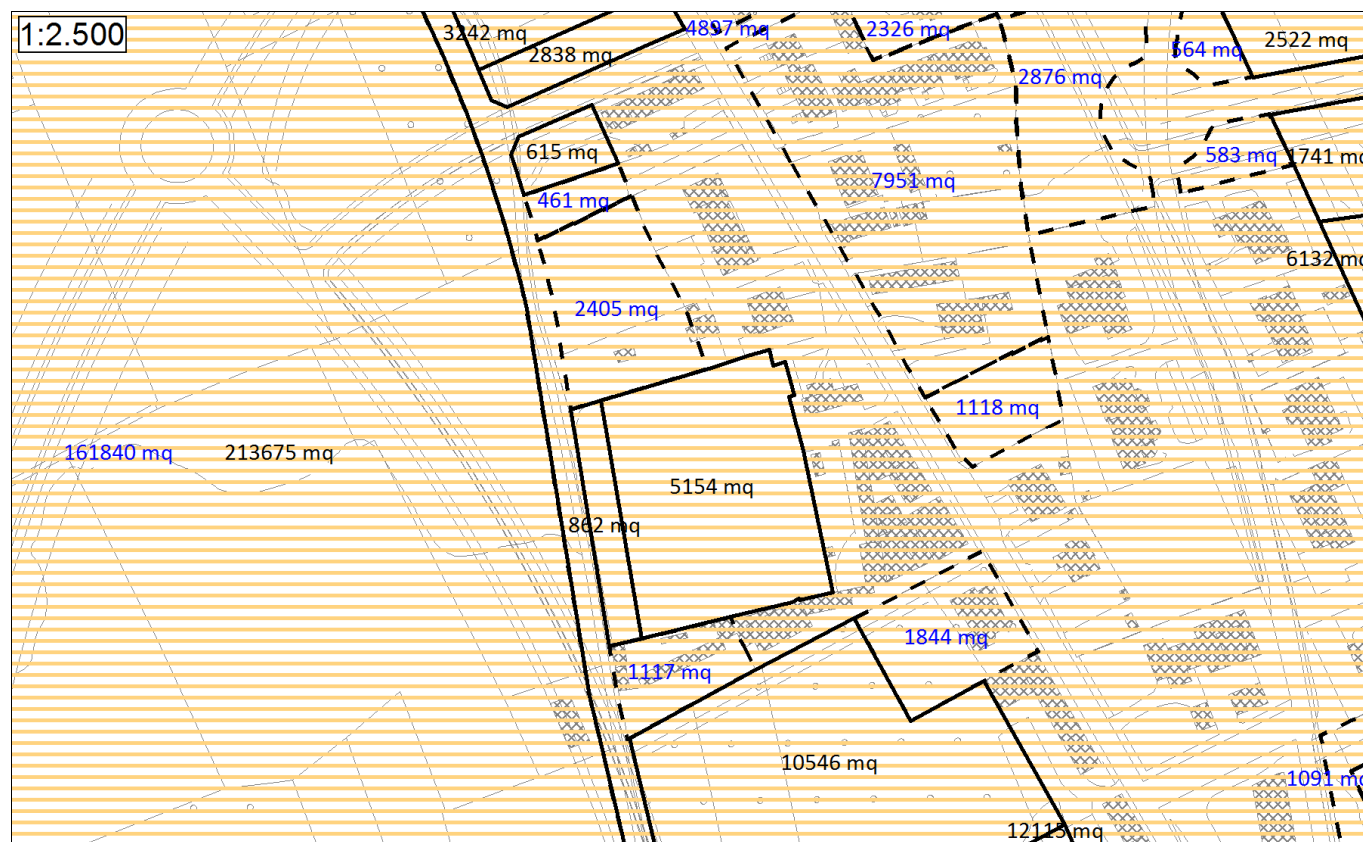 1:2.500
3242 mq
4897 mq
2326 mq
2522 mq
564 mq
2838 mq
2876 mq
615 mq
583 mq
1741 mq
7951 mq
461 mq
6132 mq
2405 mq
1118 mq
161840 mq
213675 mq
5154 mq
862 mq
1844 mq
1117 mq
10546 mq
1091 mq
12115 mq